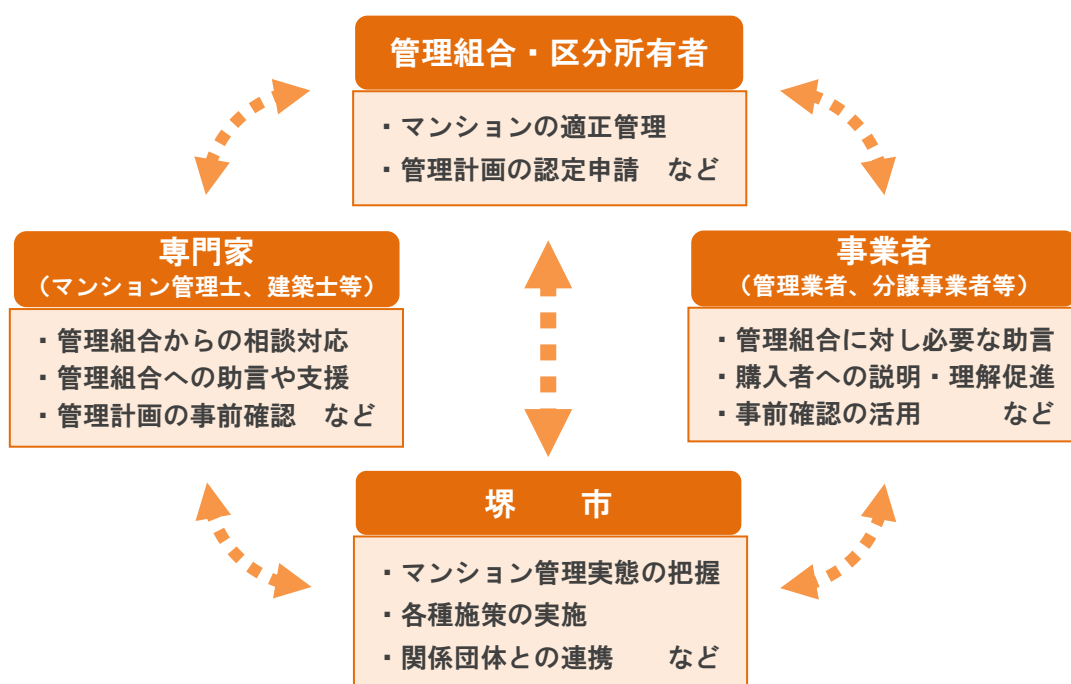 管理組合・区分所有者
・マンションの適正管理
・管理計画の認定申請　など
専門家
（マンション管理士、建築士等）
・管理組合からの相談対応
・管理組合への助言や支援
・管理計画の事前確認　など
事業者
（管理業者、分譲事業者等）
・管理組合に対し必要な助言
・購入者への説明・理解促進
・事前確認の活用　　　など
堺　　市
・マンション管理実態の把握
・各種施策の実施
・関係団体との連携　　など